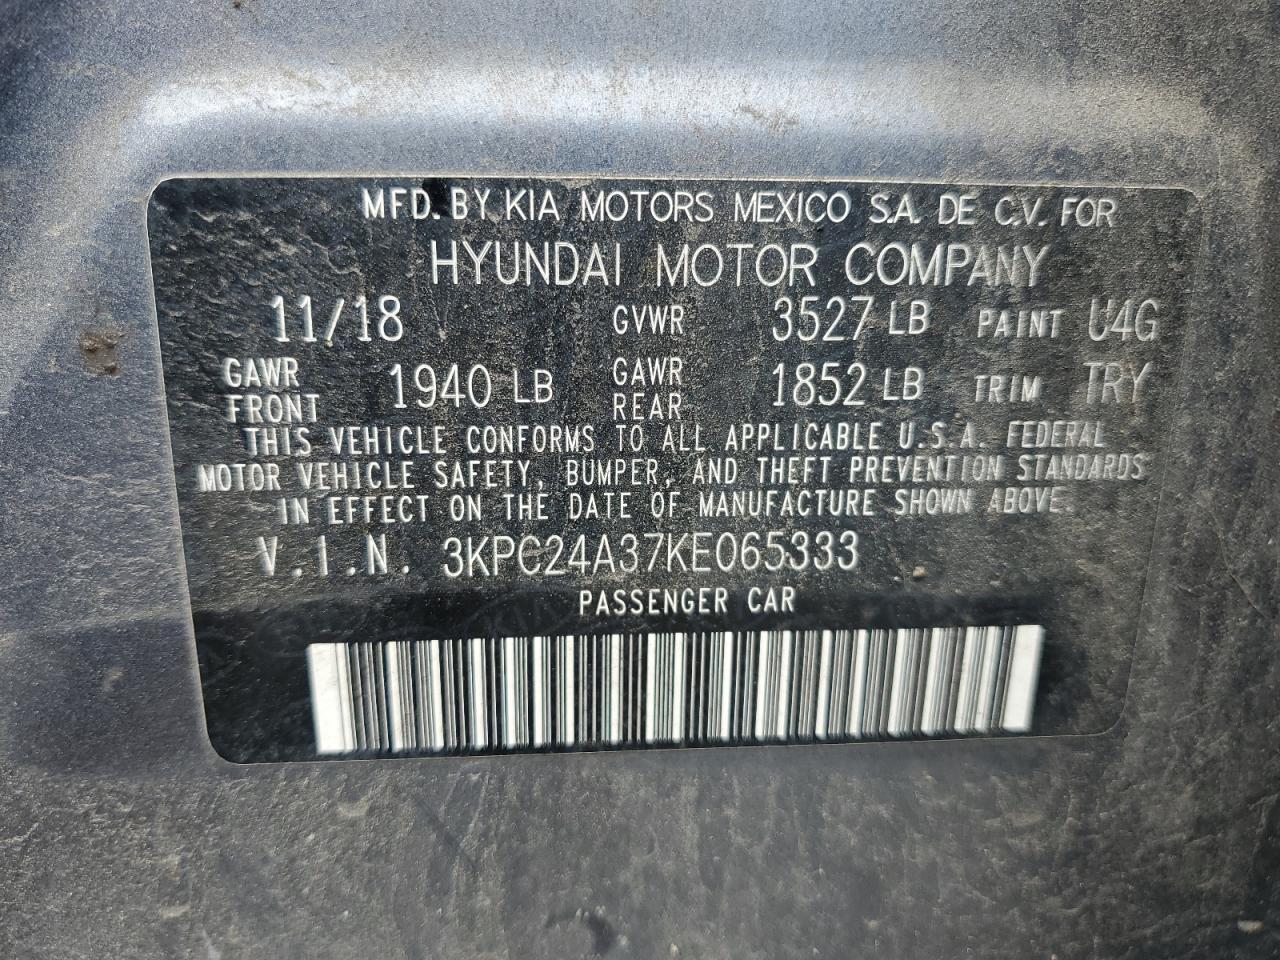 MFD. BY KIA MOTORS MEXICO S.A. DE C.V. FOR
HYUNDAI MOTOR COMPANY
11/18 GVWR 3527 LB PAINT U4G
GAWR FRONT 1940 LB GAWR REAR 1852 LB TRIM TRY
THIS VEHICLE CONFORMS TO ALL APPLICABLE U.S.A. FEDERAL
MOTOR VEHICLE SAFETY, BUMPER, AND THEFT PREVENTION STANDARDS
IN EFFECT ON THE DATE OF MANUFACTURE SHOWN ABOVE.
V.I.N. 3KPC24A37KE065333
PASSENGER CAR